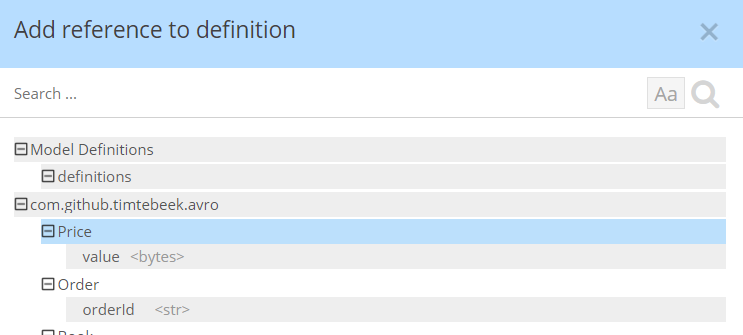 Add reference to definition
Search ...
Aa
Model Definitions
definitions
com.github.timtebeek.avro
Price
value <bytes>
Order
orderId <str>